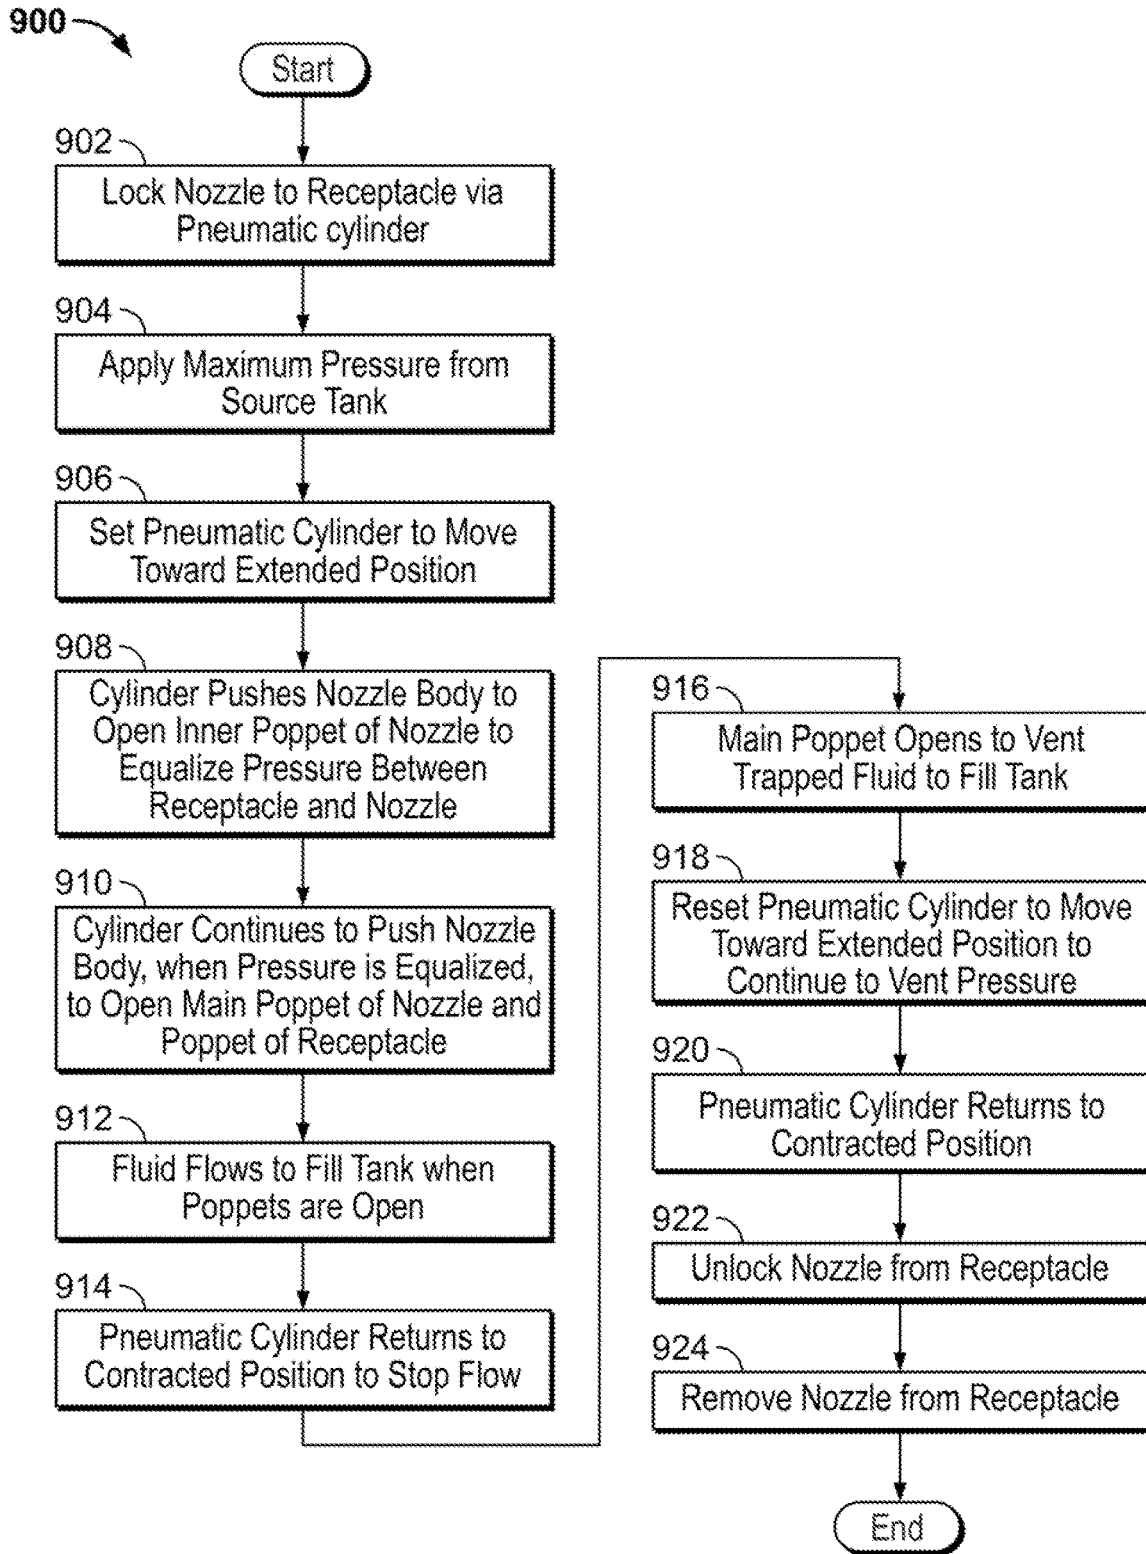 900
Start
902
Lock Nozzle to Receptacle via
Pneumatic cylinder
904
Apply Maximum Pressure from
Source Tank
906
Set Pneumatic Cylinder to Move
Toward Extended Position
908
Cylinder Pushes Nozzle Body to
Open Inner Poppet of Nozzle to
Equalize Pressure Between
Receptacle and Nozzle
910
Cylinder Continues to Push Nozzle
Body, when Pressure is Equalized,
to Open Main Poppet of Nozzle and
Poppet of Receptacle
912
Fluid Flows to Fill Tank when
Poppets are Open
914
Pneumatic Cylinder Returns to
Contracted Position to Stop Flow
916
Main Poppet Opens to Vent
Trapped Fluid to Fill Tank
918
Reset Pneumatic Cylinder to Move
Toward Extended Position to
Continue to Vent Pressure
920
Pneumatic Cylinder Returns to
Contracted Position
922
Unlock Nozzle from Receptacle
924
Remove Nozzle from Receptacle
End